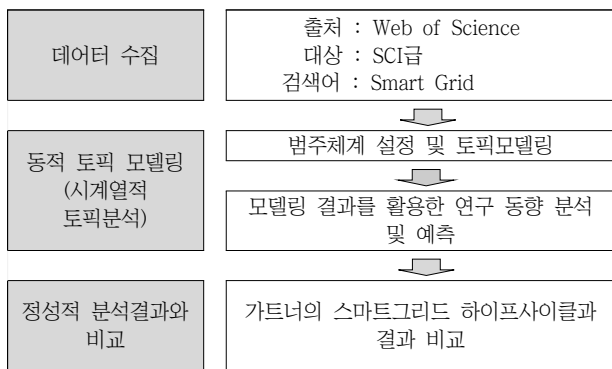 데어터 수집
출처 : Web of Science
대상 : SCI급
검색어 : Smart Grid
동적 토픽 모델링
(시계열적
토픽분석)
범주체계 설정 및 토픽모델링
모델링 결과를 활용한 연구 동향 분석
및 예측
정성적 분석결과와
비교
가트너의 스마트그리드 하이프사이클과
결과 비교